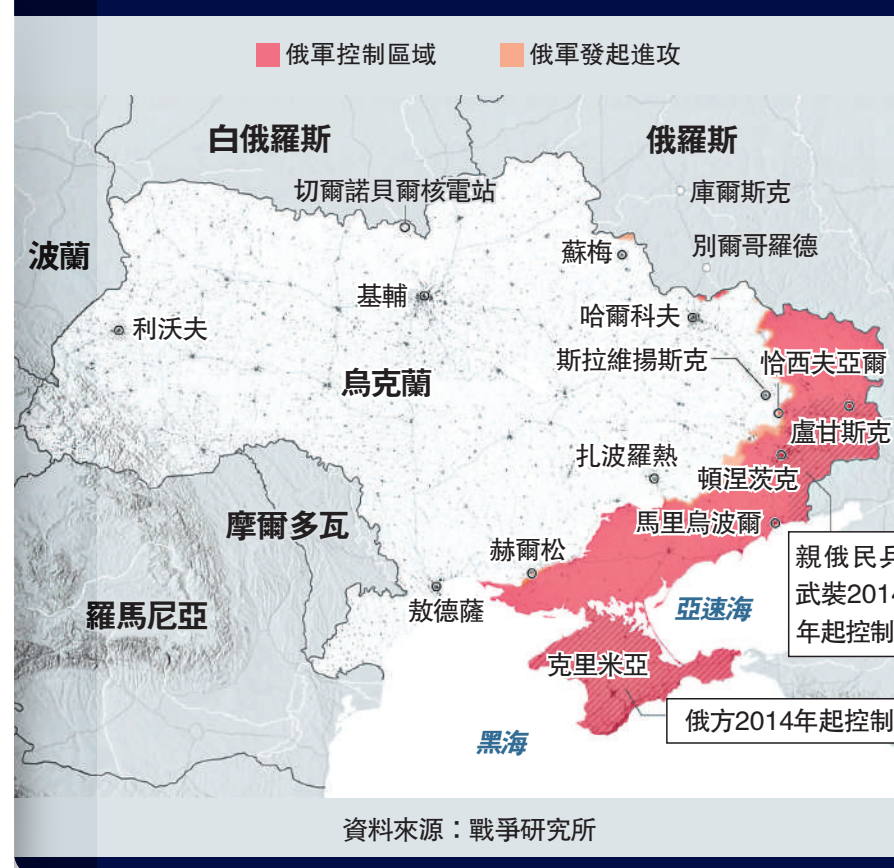 俄軍控制區域
俄軍發起進攻
白俄羅斯
俄羅斯
切爾諾貝爾核電站
庫爾斯克
波蘭
蘇梅
別爾哥羅德
基輔
利沃夫
哈爾科夫
斯拉維揚斯克
恰西夫亞爾
烏克蘭
盧甘斯克
扎波羅熱
頓涅茨克
摩爾多瓦
馬里烏波爾
赫爾松
親俄民兵
武裝2014
年起控制
羅馬尼亞
敖德薩
亞速海
克里米亞
俄方2014年起控制
黑海
資料來源：戰爭研究所